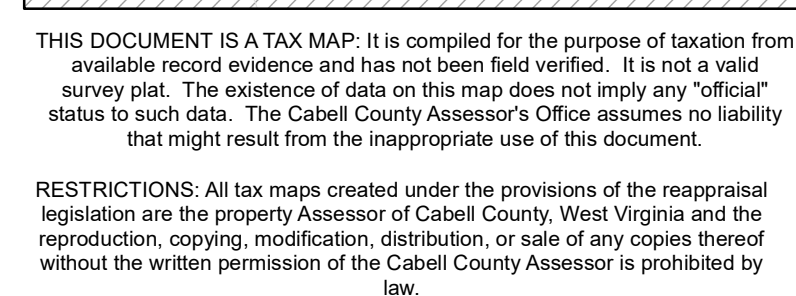 THIS DOCUMENT IS A TAX MAP: It is compiled for the purpose of taxation from
available record evidence and has not been field verified.  It is not a valid
survey plat.  The existence of data on this map does not imply any "official"
status to such data.  The Cabell County Assessor's Office assumes no liability
that might result from the inappropriate use of this document.
RESTRICTIONS: All tax maps created under the provisions of the reappraisal
legislation are the property Assessor of Cabell County, West Virginia and the
reproduction, copying, modification, distribution, or sale of any copies thereof
without the written permission of the Cabell County Assessor is prohibited by
law.